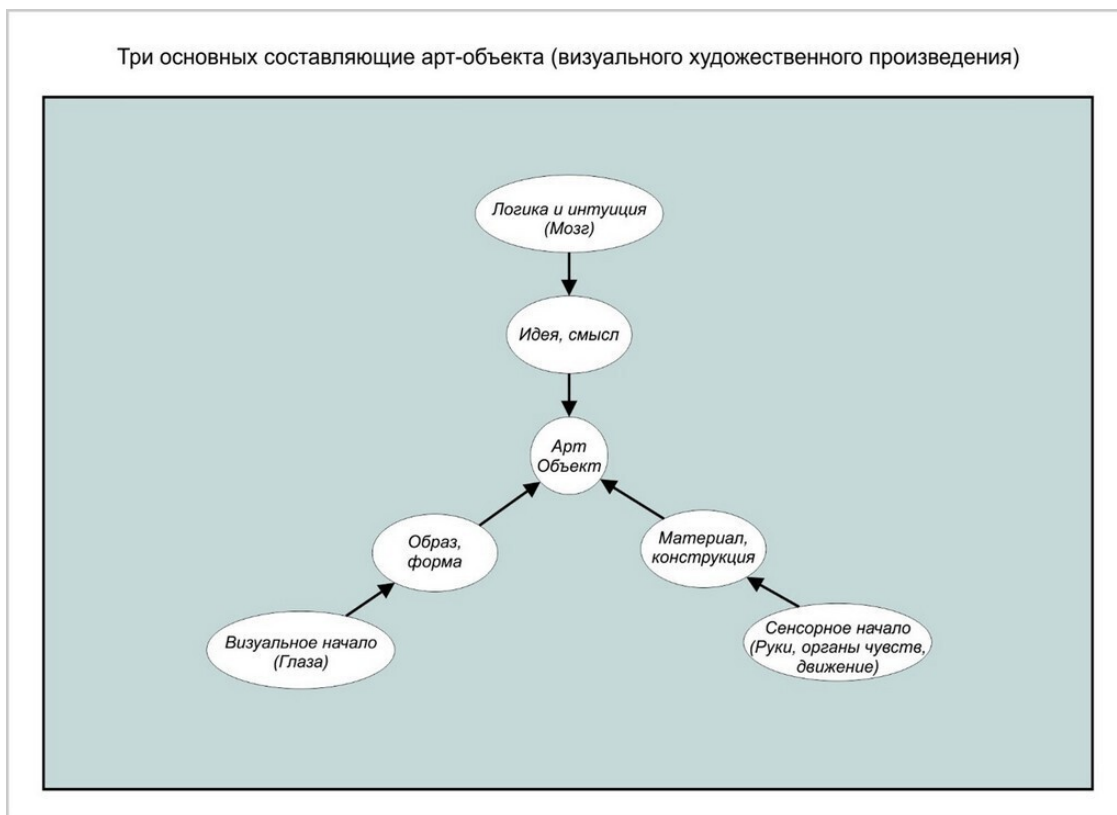 Три основных составляющие арт-объекта (визуального художественного произведения)
Логика и интуиция
(Мозг)
Идея, смысл
Арт
Объект
Образ,
форма
Материал,
конструкция
Визуальное начало
(Глаза)
Сенсорное начало
(Руки, органы чувств,
движение)